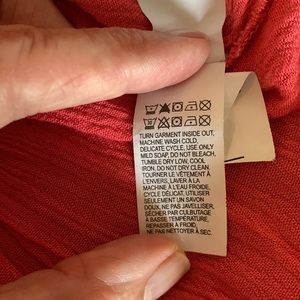 TURN GARMENT INSIDE OUT,
MACHINE WASH COLD,
DELICATE CYCLE, USE ONLY
MILD SOAP, DO NOT BLEACH,
TUMBLE DRY LOW, COOL
IRON, DO NOT DRY CLEAN.
TOURNER LE VÊTEMENT À
L'ENVERS, LAVER À LA
MACHINE À L'EAU FROIDE,
CYCLE DÉLICAT, UTILISER
SEULEMENT UN SAVON
DOUX, NE PAS JAVELLISER,
SÉCHER PAR CULBUTAGE
À BASSE TEMPÉRATURE,
REPASSAGE À FROID,
NE PAS NETTOYER À SEC.